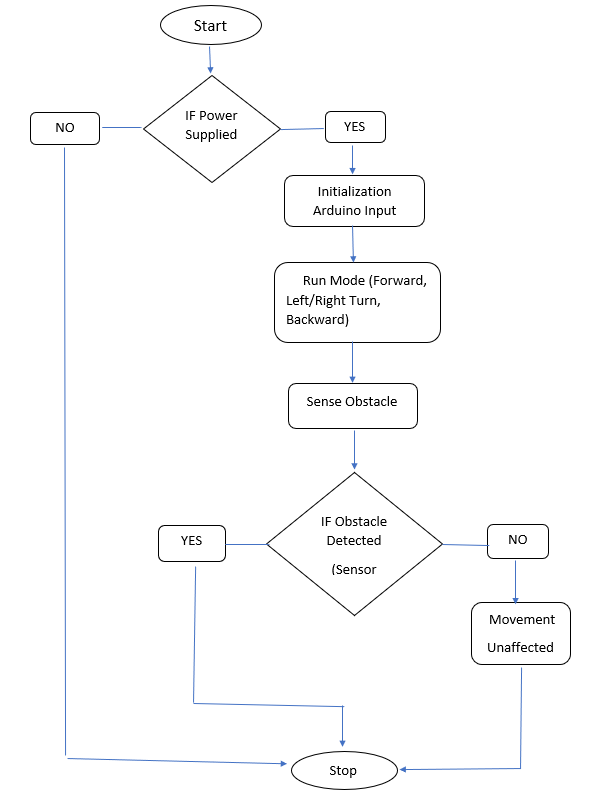 Start
IF Power
Supplied
NO
YES
Initialization
Arduino Input
Run Mode (Forward,
Left/Right Turn,
Backward)
Sense Obstacle
IF Obstacle
Detected
(Sensor
YES
NO
Movement
Unaffected
Stop